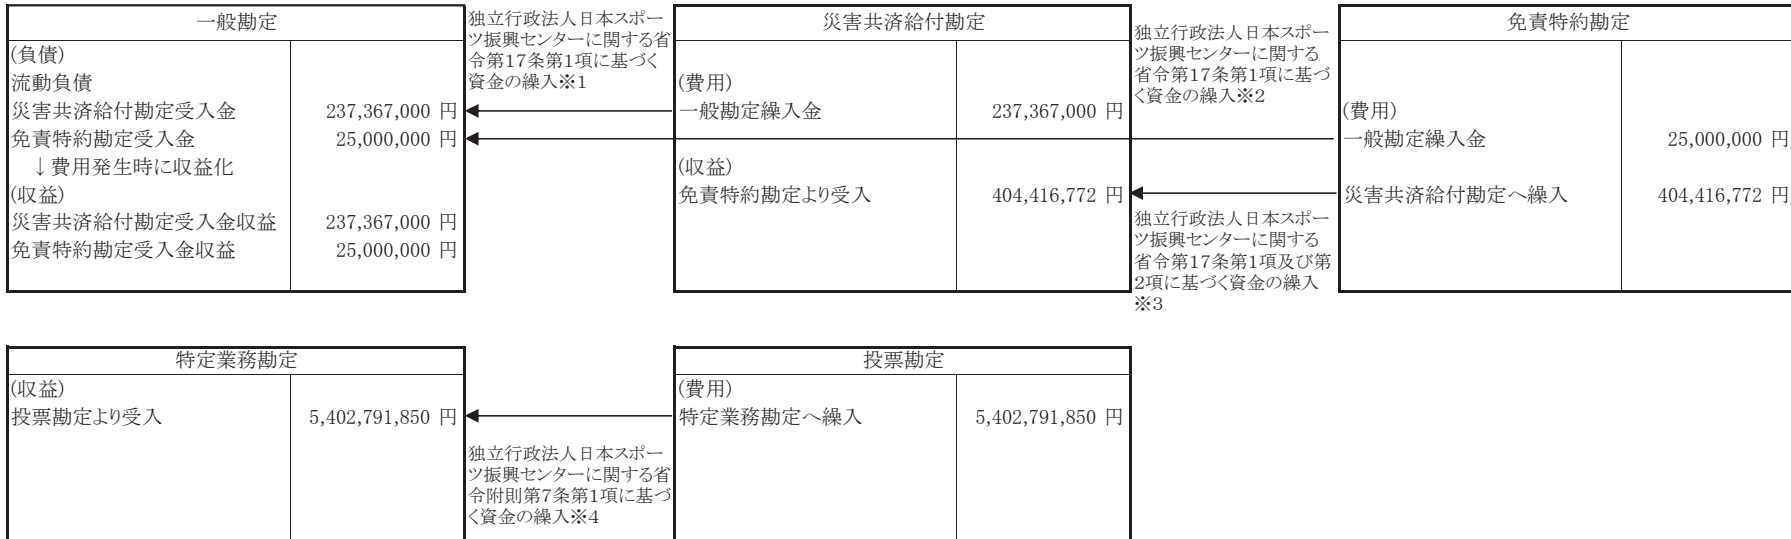 一般勘定
(負債)
流動負債
災害共済給付勘定受入金 237,367,000 円
免責特約勘定受入金 25,000,000 円
↓費用発生時に収益化
(収益)
災害共済給付勘定受入金収益 237,367,000 円
免責特約勘定受入金収益 25,000,000 円
独立行政法人日本スポー
ツ振興センターに関する省
令第17条第1項に基づく
資金の繰入※1
災害共済給付勘定
(費用)
一般勘定繰入金 237,367,000 円
(収益)
免責特約勘定より受入 404,416,772 円
独立行政法人日本スポー
ツ振興センターに関する
省令第17条第1項に基づ
く資金の繰入※2
独立行政法人日本スポー
ツ振興センターに関する
省令第17条第1項及び第
2項に基づく資金の繰入
※3
免責特約勘定
(費用)
一般勘定繰入金 25,000,000 円
災害共済給付勘定へ繰入 404,416,772 円
特定業務勘定
(収益)
投票勘定より受入 5,402,791,850 円
独立行政法人日本スポー
ツ振興センターに関する省
令附則第7条第1項に基づ
く資金の繰入※4
投票勘定
(費用)
特定業務勘定へ繰入 5,402,791,850 円